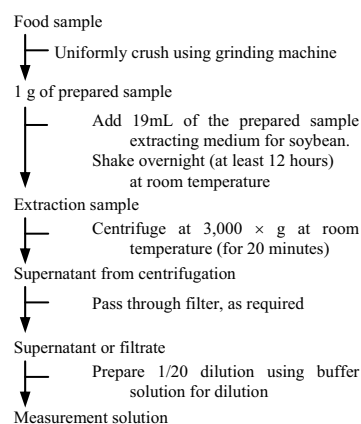 Food sample
Uniformly crush using grinding machine
1 g of prepared sample
Add 19mL of the prepared sample
extracting medium for soybean.
Shake overnight (at least 12 hours)
at room temperature
Extraction sample
Centrifuge at 3,000 × g at room
temperature (for 20 minutes)
Supernatant from centrifugation
Pass through filter, as required
Supernatant or filtrate
Prepare 1/20 dilution using buffer
solution for dilution
Measurement solution